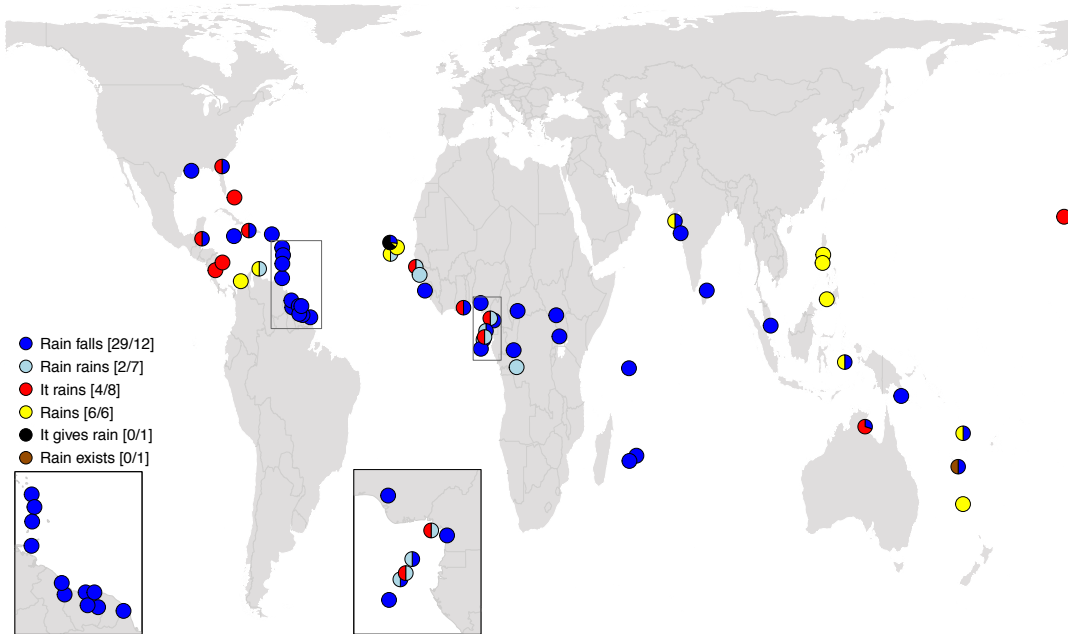 Rain falls [29/12]
Rain rains [2/7]
It rains [4/8]
Rains [6/6]
It gives rain [0/1]
Rain exists [0/1]